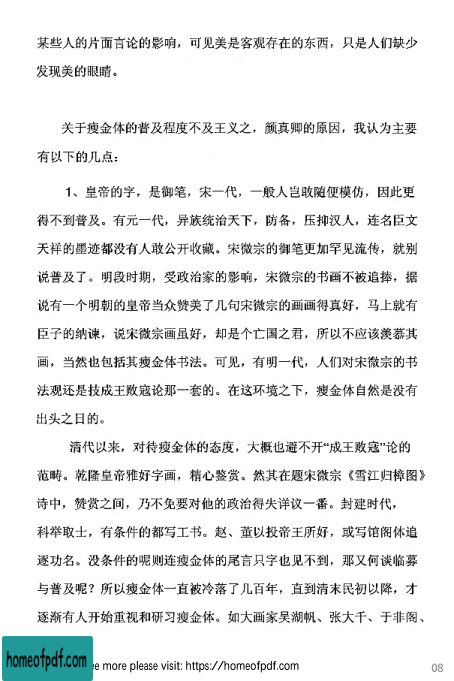 某些人的片面言论的影响，可见美是客观存在的东西，只是人们缺少
发现美的眼睛。
关于瘦金体的普及程度不及王义之，颜真卿的原因，我认为主要
有以下的几点：
1、皇帝的字，是御笔，宋一代，一般人岂敢随便模仿，因此更
得不到普及。有元一代，异族统治天下，防备，压抑汉人，连名臣文
天祥的墨迹都没有人敢公开收藏。宋微宗的御笔更加罕见流传，就别
说普及了。明段时期，受政治家的影响，宋微宗的书画不被追捧，据
说有一个明朝的皇帝当众赞美了几句宋微宗的画画得真好，马上就有
臣子的纳谏，说宋微宗画虽好，却是个亡国之君，所以不应该羡慕其
画，当然也包括其瘦金体书法。可见，有明一代，人们对宋微宗的书
法观还是技成王败寇论那一套的。在这环境之下，瘦金体自然是没有
出头之日的。
清代以来，对待瘦金体的态度，大概也避不开“成王败寇”论的
范畴。乾隆皇帝雅好字画，精心鉴赏。然其在题宋微宗《雪江归樟图》
诗中，赞赏之间，乃不免要对他的政治得失详议一番。封建时代，
科举取士，有条件的都写工书。赵、董以投帝王所好，或写馆阁体追
逐功名。没条件的呢则连瘦金体的尾言只字也见不到，那又何谈临摹
与普及呢？所以瘦金体一直被冷落了几百年，直到清末民初以降，才
逐渐有人开始重视和研习瘦金体。如大画家吴湖帆、张大千、于非阁、
homeofpdf.com
ee more please visit: https://homeofpdf.com
08